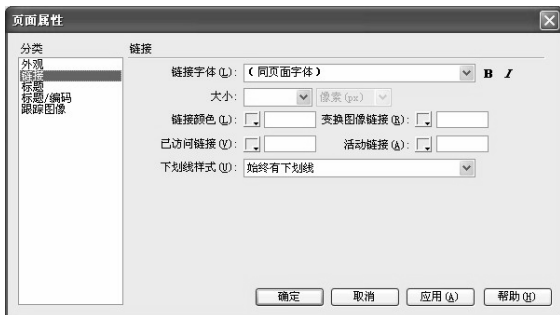 页面属性
分类
外观
链接
标题
标题/编码
跟踪图像
链接
链接字体(L): (同页面字体) B I
大小: 像素(px)
链接颜色(L): 变换图像链接(R):
已访问链接(V): 活动链接(A):
下划线样式(U): 始终有下划线
确定 取消 应用(A) 帮助(H)